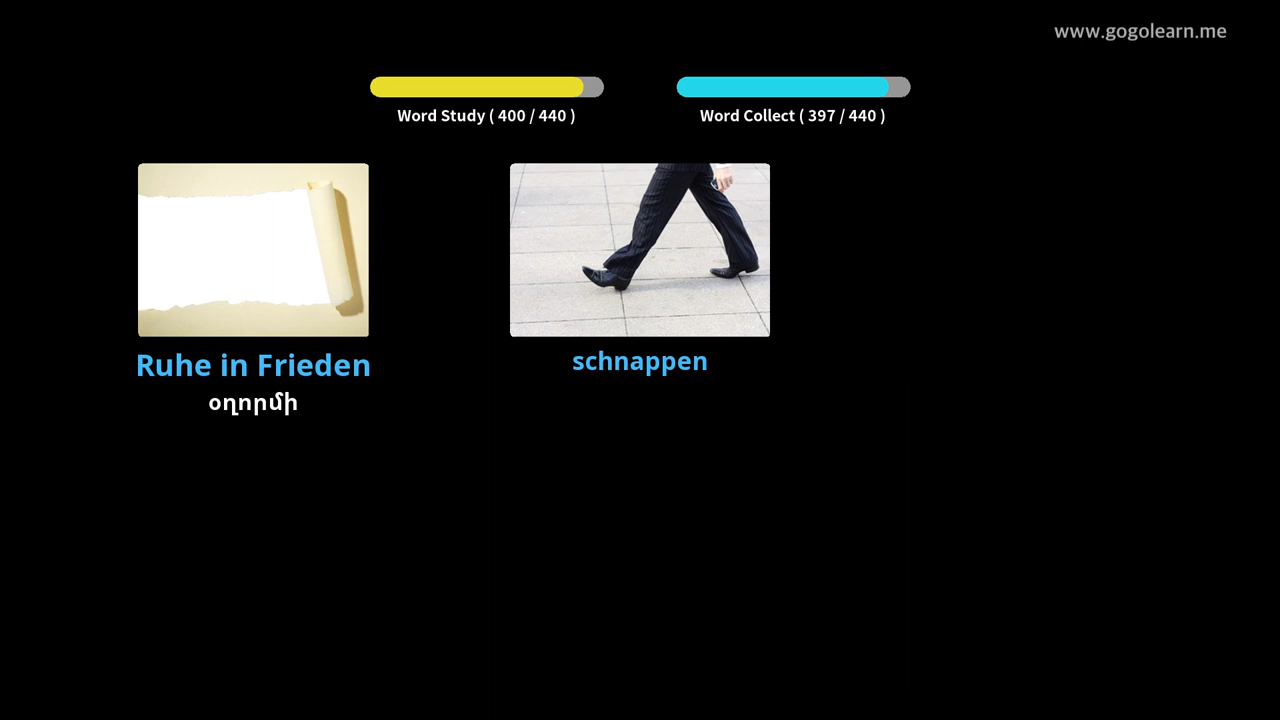 www.gogolearn.me
Word Study ( 400 / 440 )
Word Collect ( 397 / 440 )
Ruhe in Frieden
օղորմի
schnappen